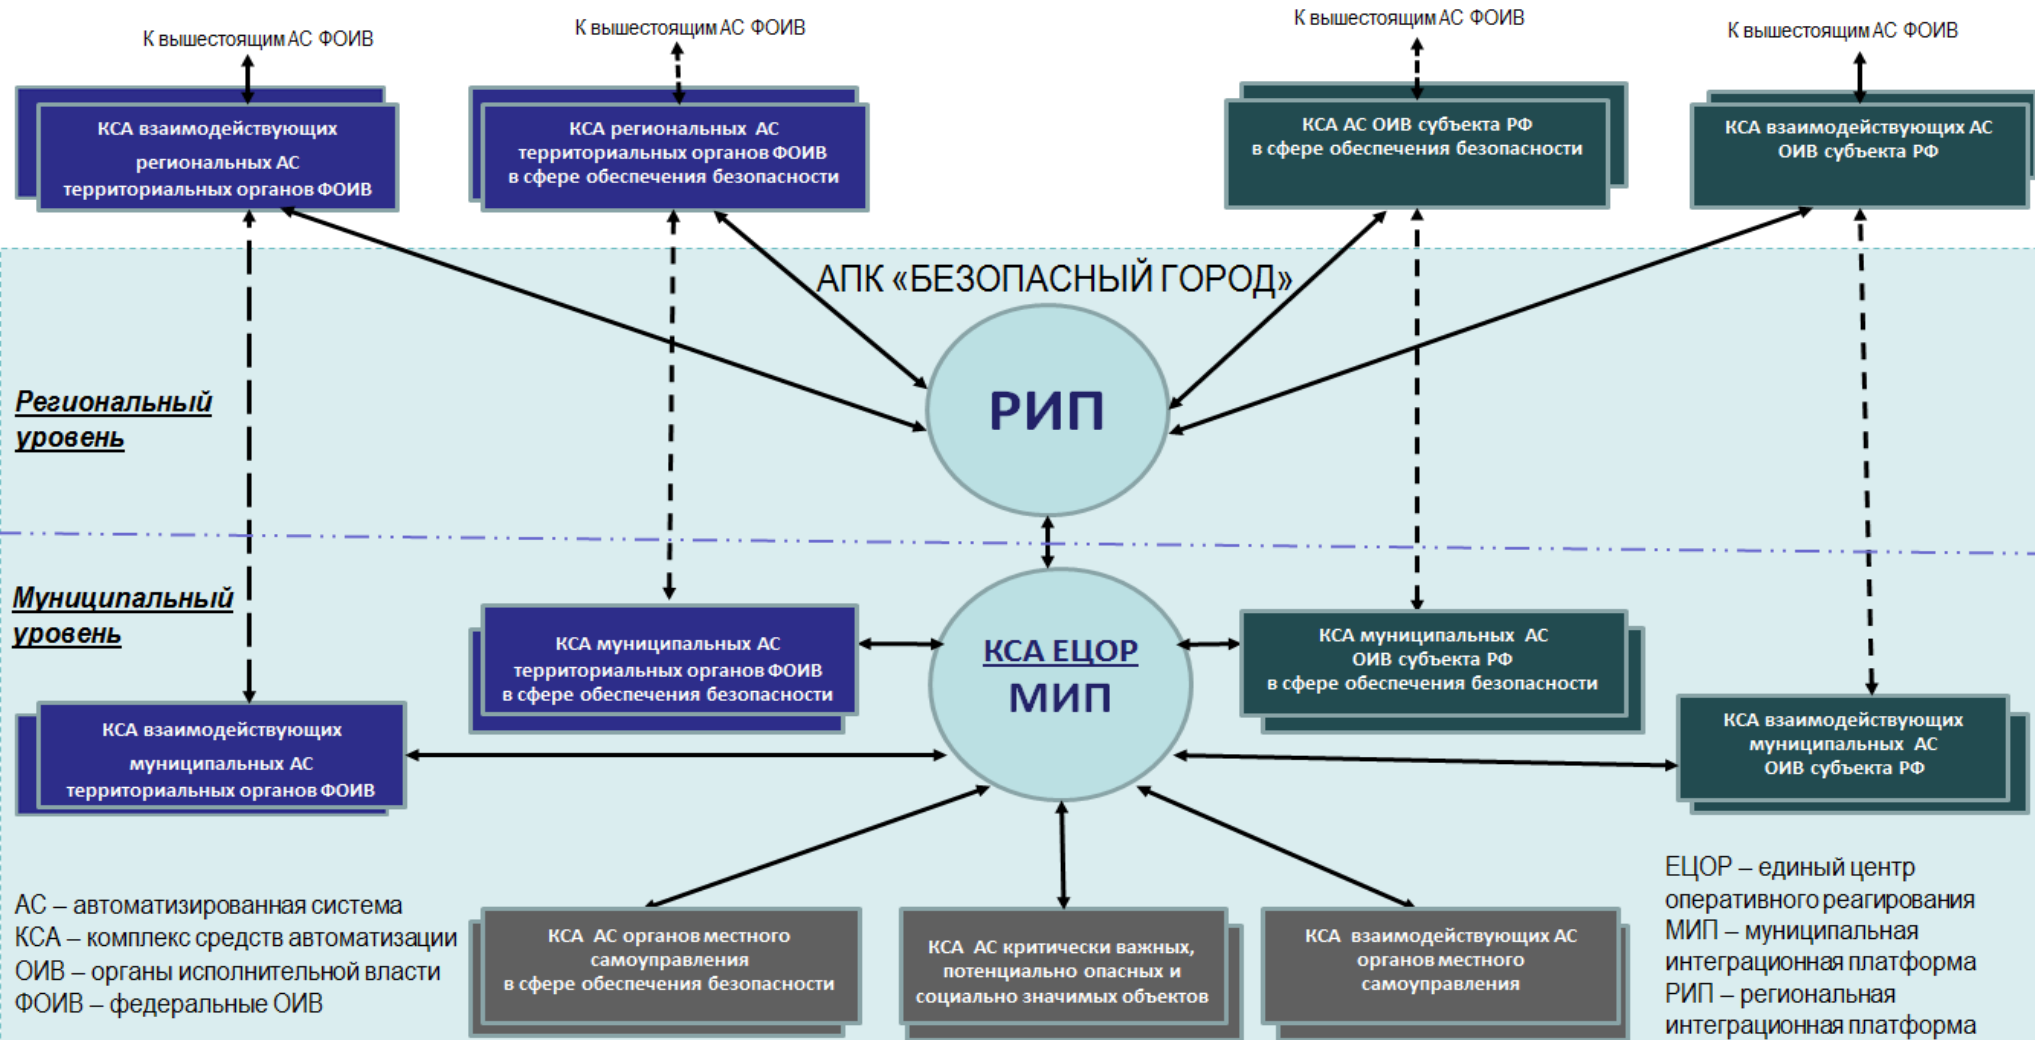 К вышестоящим АС ФОИВ
К вышестоящим АС ФОИВ
К вышестоящим АС ФОИВ
К вышестоящим АС ФОИВ
КСА взаимодействующих
региональных АС
территориальных органов ФОИВ
КСА региональных АС
территориальных органов ФОИВ
в сфере обеспечения безопасности
КСА АС ОИВ субъекта РФ
в сфере обеспечения безопасности
КСА взаимодействующих АС
ОИВ субъекта РФ
АПК «БЕЗОПАСНЫЙ ГОРОД»
РИП
Региональный
уровень
Муниципальный
уровень
КСА муниципальных АС
территориальных органов ФОИВ
в сфере обеспечения безопасности
КСА ЕЦОР
МИП
КСА муниципальных АС
ОИВ субъекта РФ
в сфере обеспечения безопасности
КСА взаимодействующих
муниципальных АС
территориальных органов ФОИВ
КСА взаимодействующих
муниципальных АС
ОИВ субъекта РФ
АС – автоматизированная система
КСА – комплекс средств автоматизации
ОИВ – органы исполнительной власти
ФОИВ – федеральные ОИВ
КСА АС органов местного
самоуправления
в сфере обеспечения безопасности
КСА АС критически важных,
потенциально опасных и
социально значимых объектов
КСА взаимодействующих АС
органов местного
самоуправления
ЕЦОР – единый центр
оперативного реагирования
МИП – муниципальная
интеграционная платформа
РИП – региональная
интеграционная платформа